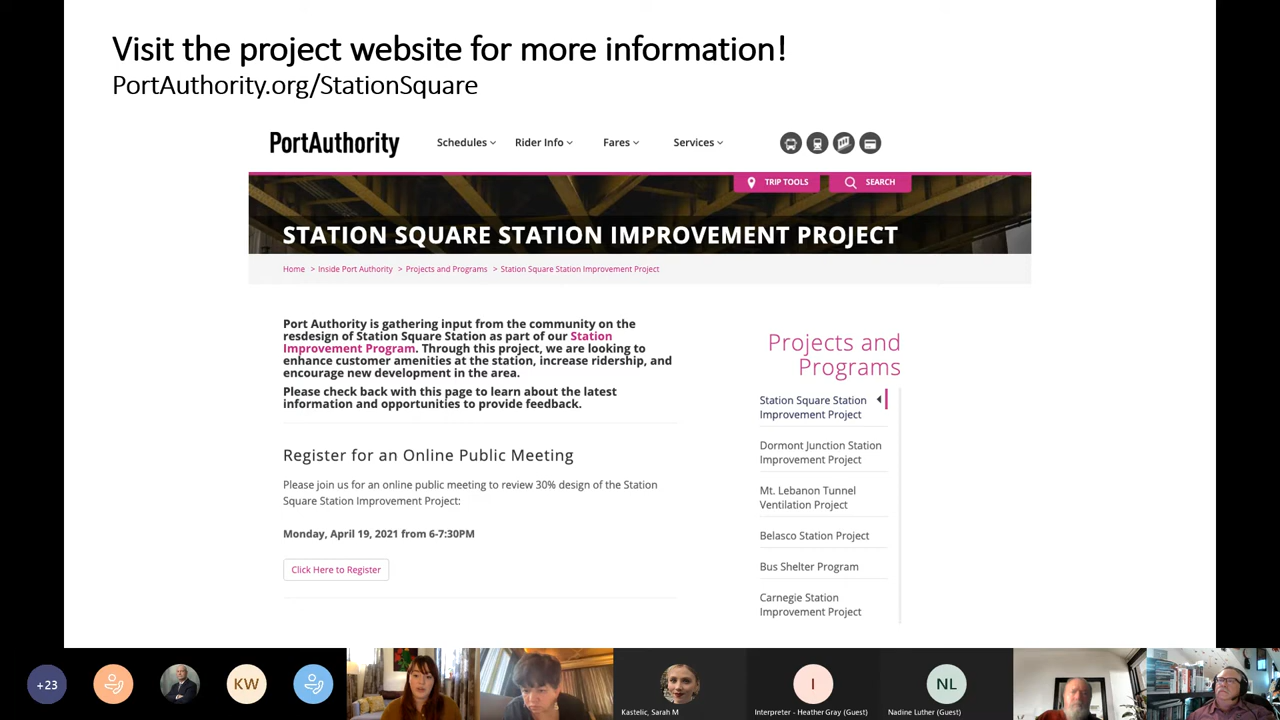 Visit the project website for more information!
PortAuthority.org/StationSquare
PortAuthority
Schedules
Rider Info
Fares
Services
TRIP TOOLS
SEARCH
STATION SQUARE STATION IMPROVEMENT PROJECT
Home > Inside Port Authority > Projects and Programs > Station Square Station Improvement Project
Port Authority is gathering input from the community on the
resdesign of Station Square Station as part of our Station
Improvement Program. Through this project, we are looking to
enhance customer amenities at the station, increase ridership, and
encourage new development in the area.
Please check back with this page to learn about the latest
information and opportunities to provide feedback.
Register for an Online Public Meeting
Please join us for an online public meeting to review 30% design of the Station
Square Station Improvement Project:
Monday, April 19, 2021 from 6-7:30PM
Click Here to Register
Projects and
Programs
Station Square Station
Improvement Project
Dormont Junction Station
Improvement Project
Mt. Lebanon Tunnel
Ventilation Project
Belasco Station Project
Bus Shelter Program
Carnegie Station
Improvement Project
+23
KW
Kastelic, Sarah M
I
Interpreter - Heather Gray (Guest)
NL
Nadine Luther (Guest)